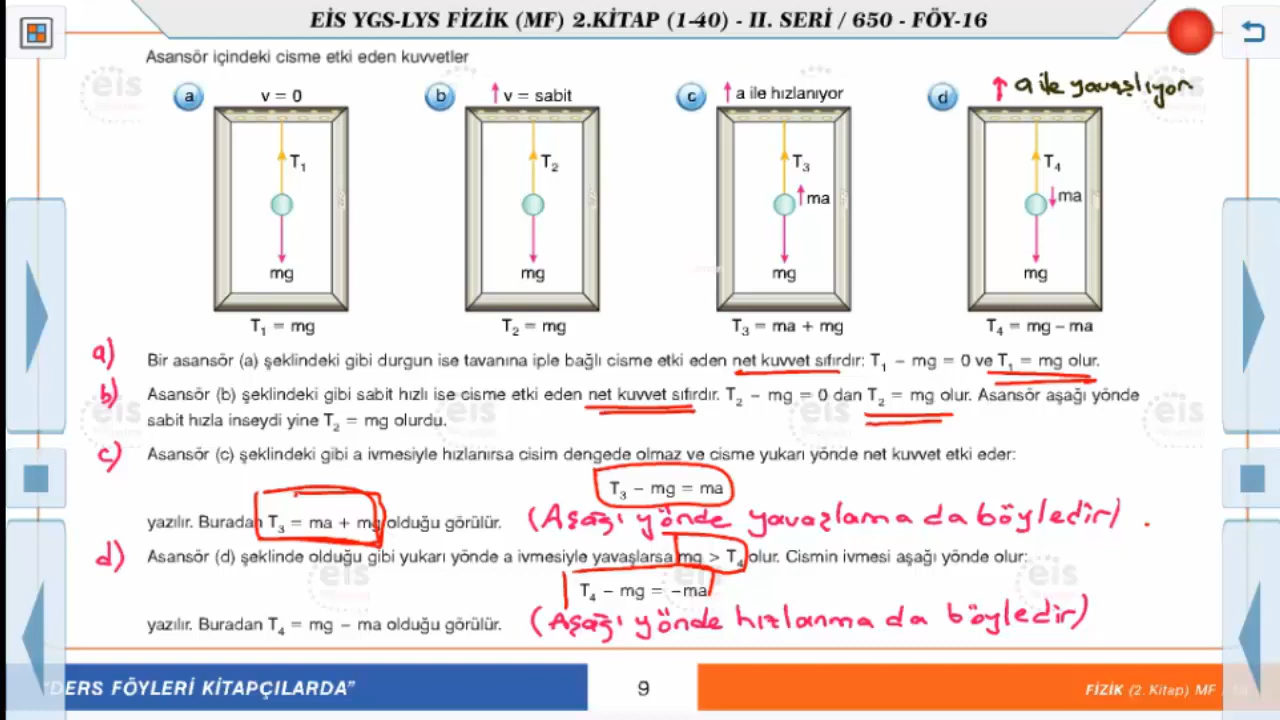 EİS YGS-LYS FİZİK (MF) 2.KİTAP (1-40) - II. SERİ / 650 - FÖY-16
Asansör içindeki cisme etki eden kuvvetler
a v = 0 b v = sabit c a ile hızlanıyor d a ile yavaşlıyor
T₁ T₂ T₃ T₄
ma ma
mg mg mg mg
T₁ = mg T₂ = mg T₃ = ma + mg T₄ = mg – ma
a) Bir asansör (a) şeklindeki gibi durgun ise tavanına iple bağlı cisme etki eden net kuvvet sıfırdır: T₁ – mg = 0 ve T₁ = mg olur.
b) Asansör (b) şeklindeki gibi sabit hızlı ise cisme etki eden net kuvvet sıfırdır. T₂ – mg = 0 dan T₂ = mg olur. Asansör aşağı yönde
sabit hızla inseydi yine T₂ = mg olurdu.
c) Asansör (c) şeklindeki gibi a ivmesiyle hızlanırsa cisim dengede olmaz ve cisme yukarı yönde net kuvvet etki eder:
T₃ – mg = ma
yazılır. Buradan T₃ = ma + mg olduğu görülür. (Aşağı yönde yavaşlama da böyledir) .
d) Asansör (d) şeklinde olduğu gibi yukarı yönde a ivmesiyle yavaşlarsa mg > T₄ olur. Cismin ivmesi aşağı yönde olur:
T₄ – mg = –ma
yazılır. Buradan T₄ = mg – ma olduğu görülür. (Aşağı yönde hızlanma da böyledir)
"DERS FÖYLERİ KİTAPÇILARDA"
9
FİZİK (2. Kitap) MF
eis
eis
eis
eis
eis
eis
eis
eis